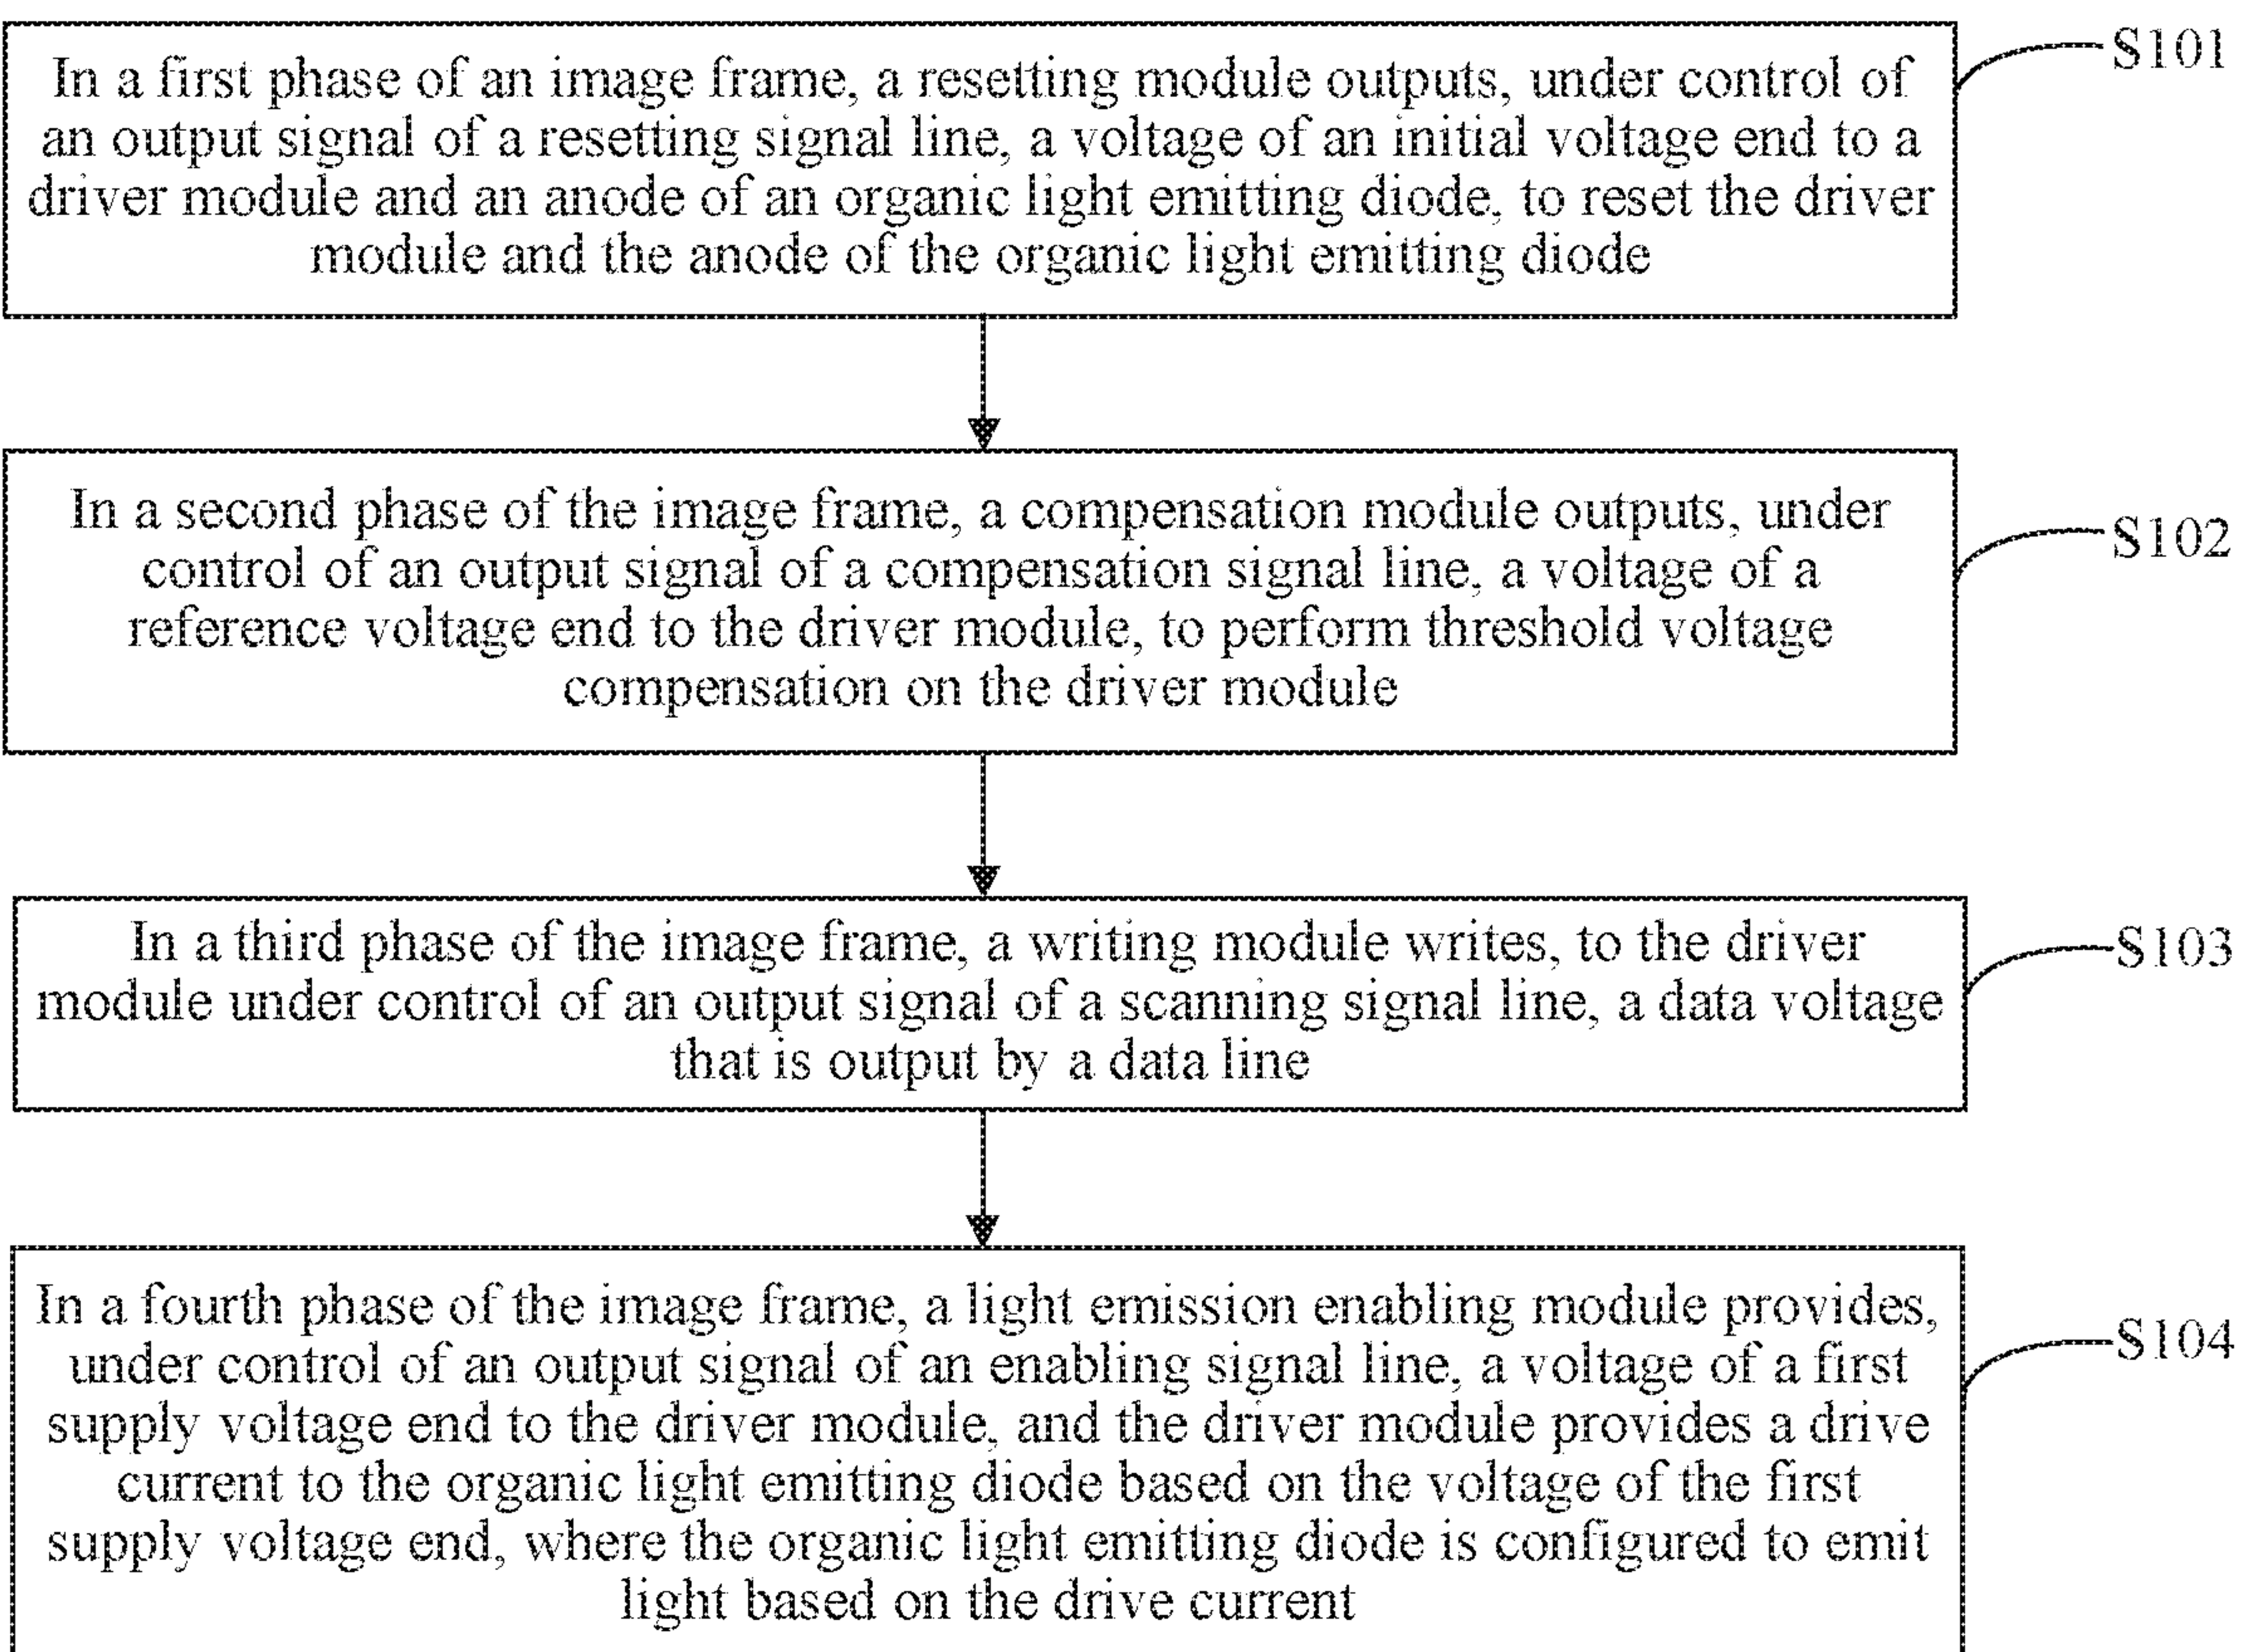 In a first phase of an image frame, a resetting module outputs, under control of
an output signal of a resetting signal line, a voltage of an initial voltage end to a
driver module and an anode of an organic light emitting diode, to reset the driver
module and the anode of the organic light emitting diode
S101
In a second phase of the image frame, a compensation module outputs, under
control of an output signal of a compensation signal line, a voltage of a
reference voltage end to the driver module, to perform threshold voltage
compensation on the driver module
S102
In a third phase of the image frame, a writing module writes, to the driver
module under control of an output signal of a scanning signal line, a data voltage
that is output by a data line
S103
In a fourth phase of the image frame, a light emission enabling module provides,
under control of an output signal of an enabling signal line, a voltage of a first
supply voltage end to the driver module, and the driver module provides a drive
current to the organic light emitting diode based on the voltage of the first
supply voltage end, where the organic light emitting diode is configured to emit
light based on the drive current
S104